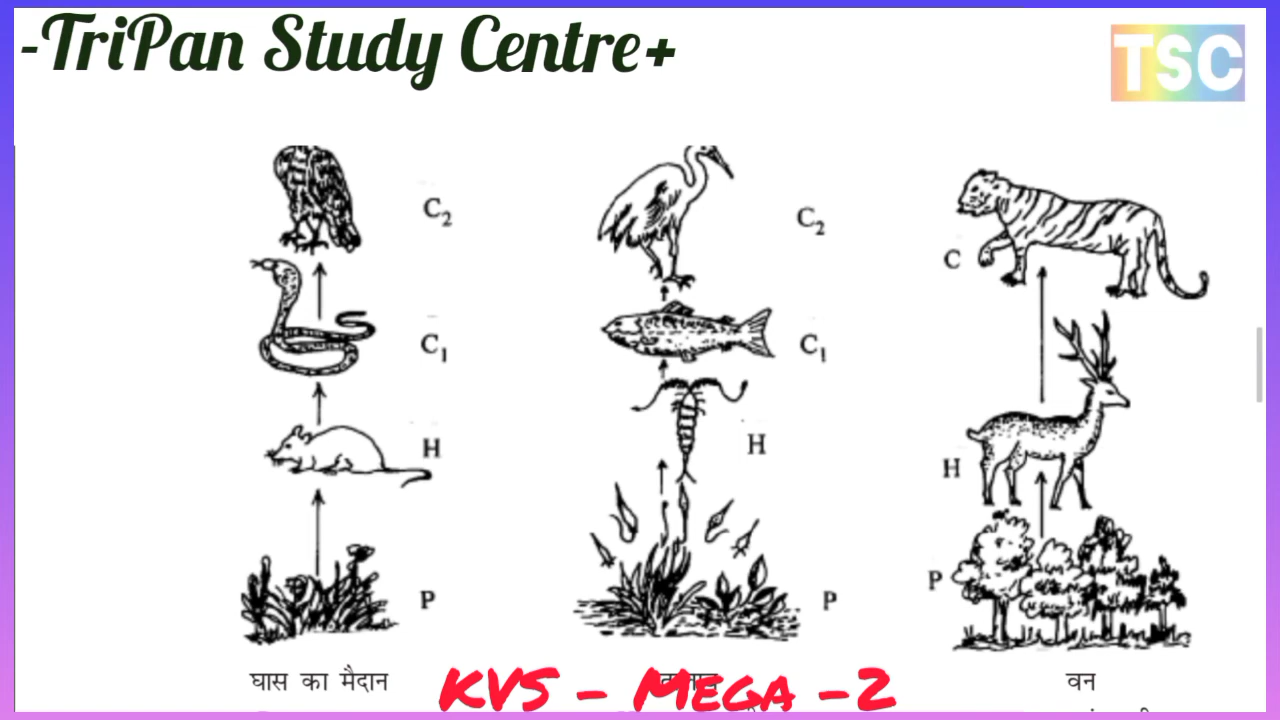 -TriPan Study Centre+
TSC
C₂
C₂
C
C₁
C₁
H
H
H
P
P
P
घास का मैदान
वन
KVS - MEGA -2